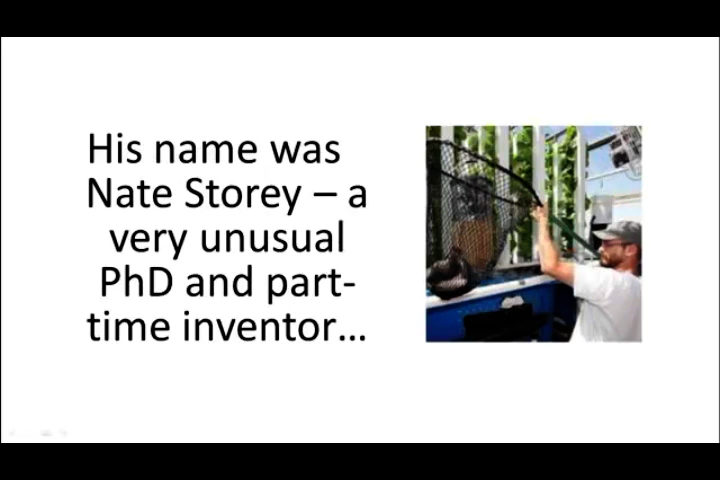 His name was
Nate Storey – a
very unusual
PhD and part-
time inventor…